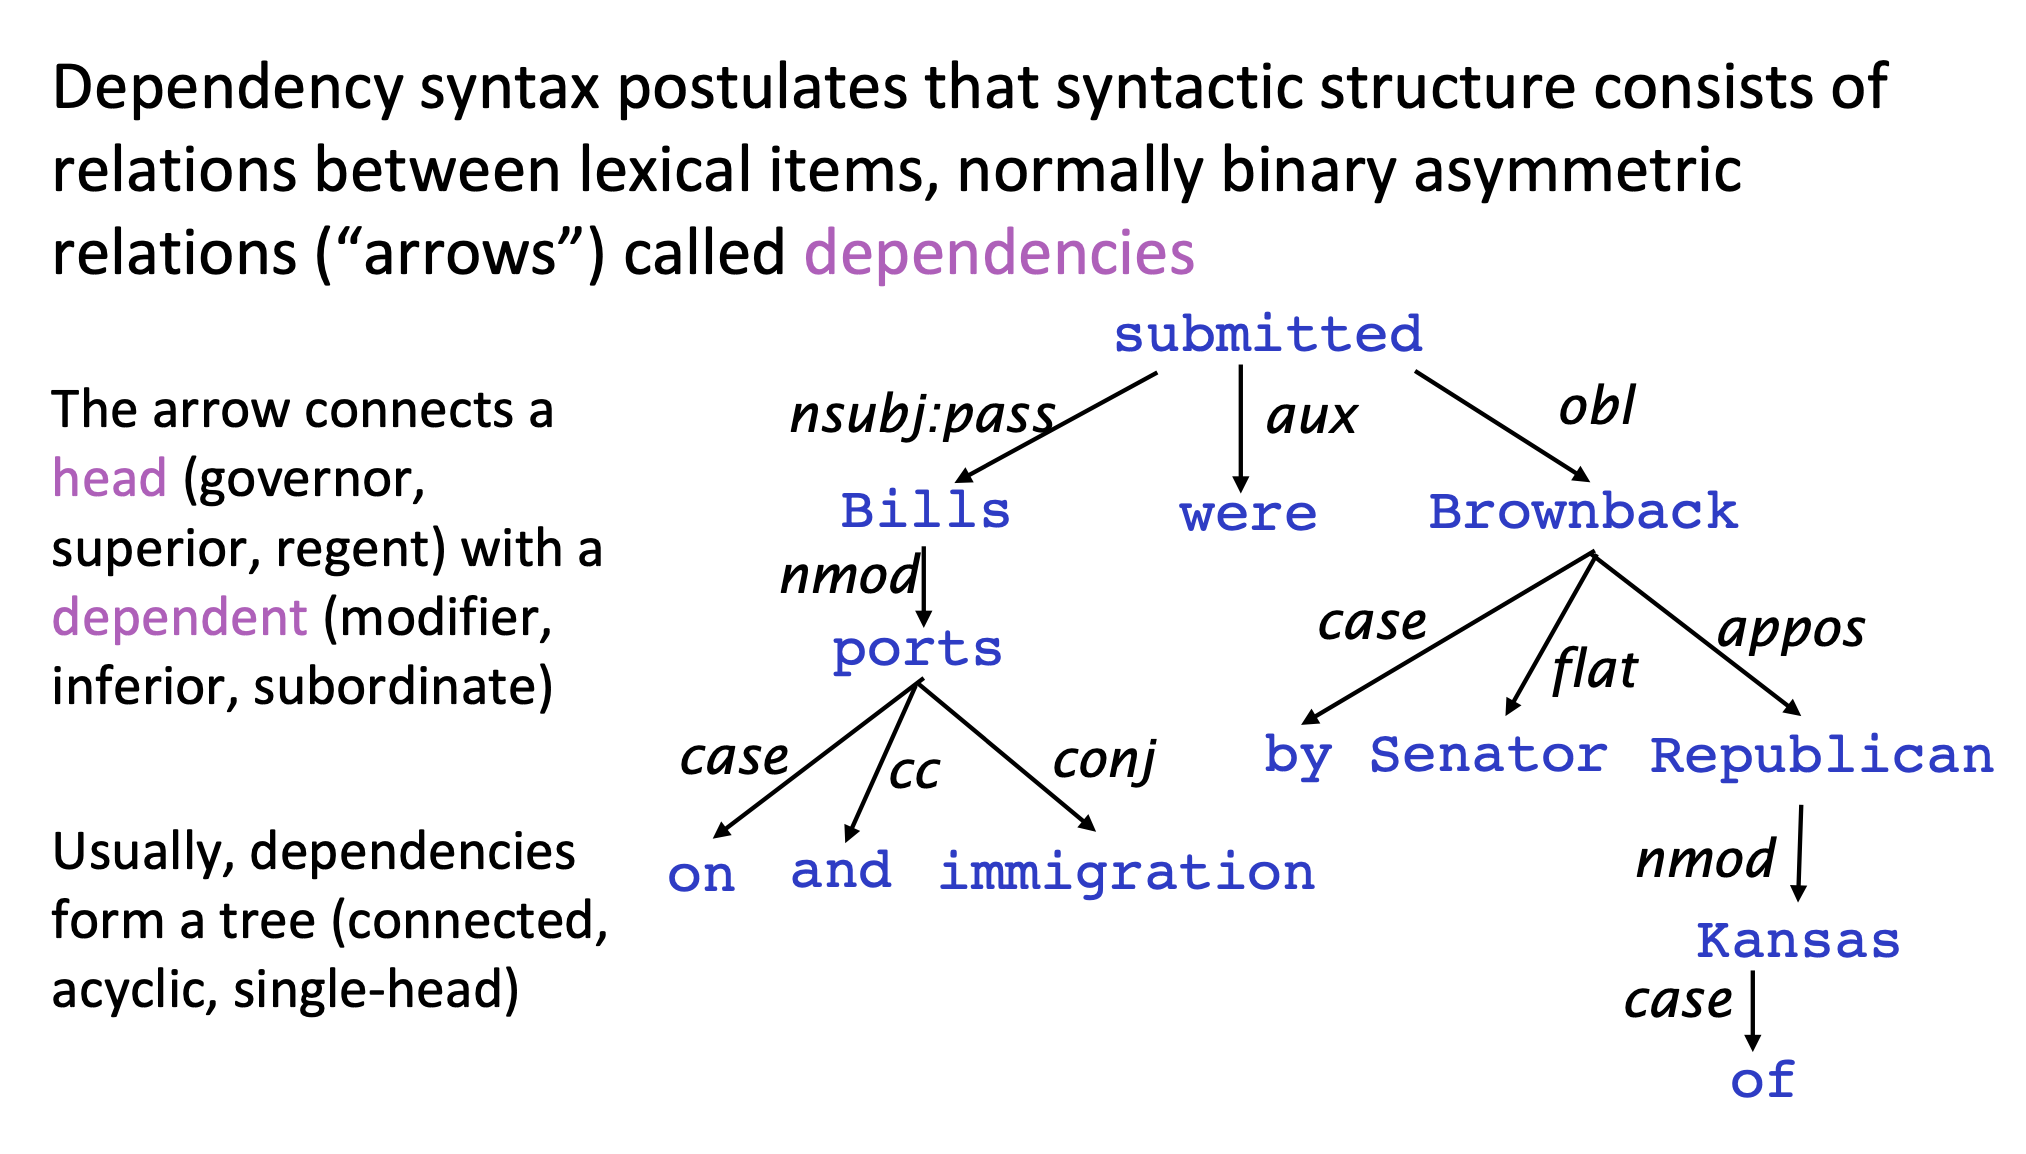 Dependency syntax postulates that syntactic structure consists of
relations between lexical items, normally binary asymmetric
relations (“arrows”) called dependencies
The arrow connects a
head (governor,
superior, regent) with a
dependent (modifier,
inferior, subordinate)
Usually, dependencies
form a tree (connected,
acyclic, single-head)
submitted
nsubj:pass aux obl
Bills were Brownback
nmod
ports
case flat appos
by Senator Republican
case cc conj
on and immigration
nmod
Kansas
case
of